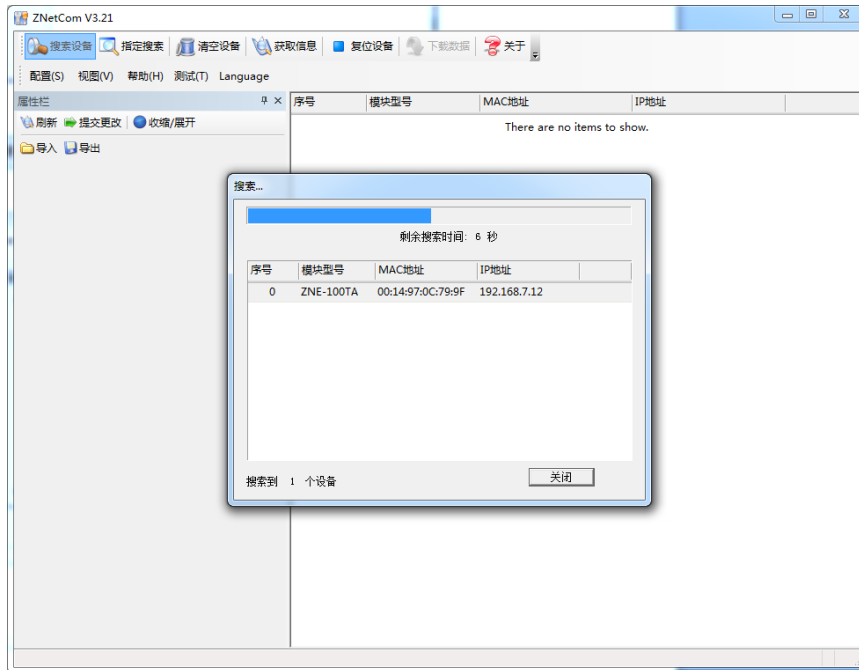 ZNetCom V3.21
搜索设备 指定搜索 清空设备 获取信息 复位设备 下载数据 关于
配置(S) 视图(V) 帮助(H) 测试(T) Language
属性栏
刷新 提交更改 收缩/展开
导入 导出
序号 模块型号 MAC地址 IP地址
There are no items to show.
搜索...
剩余搜索时间: 6 秒
序号 模块型号 MAC地址 IP地址
0 ZNE-100TA 00:14:97:0C:79:9F 192.168.7.12
搜索到 1 个设备
关闭